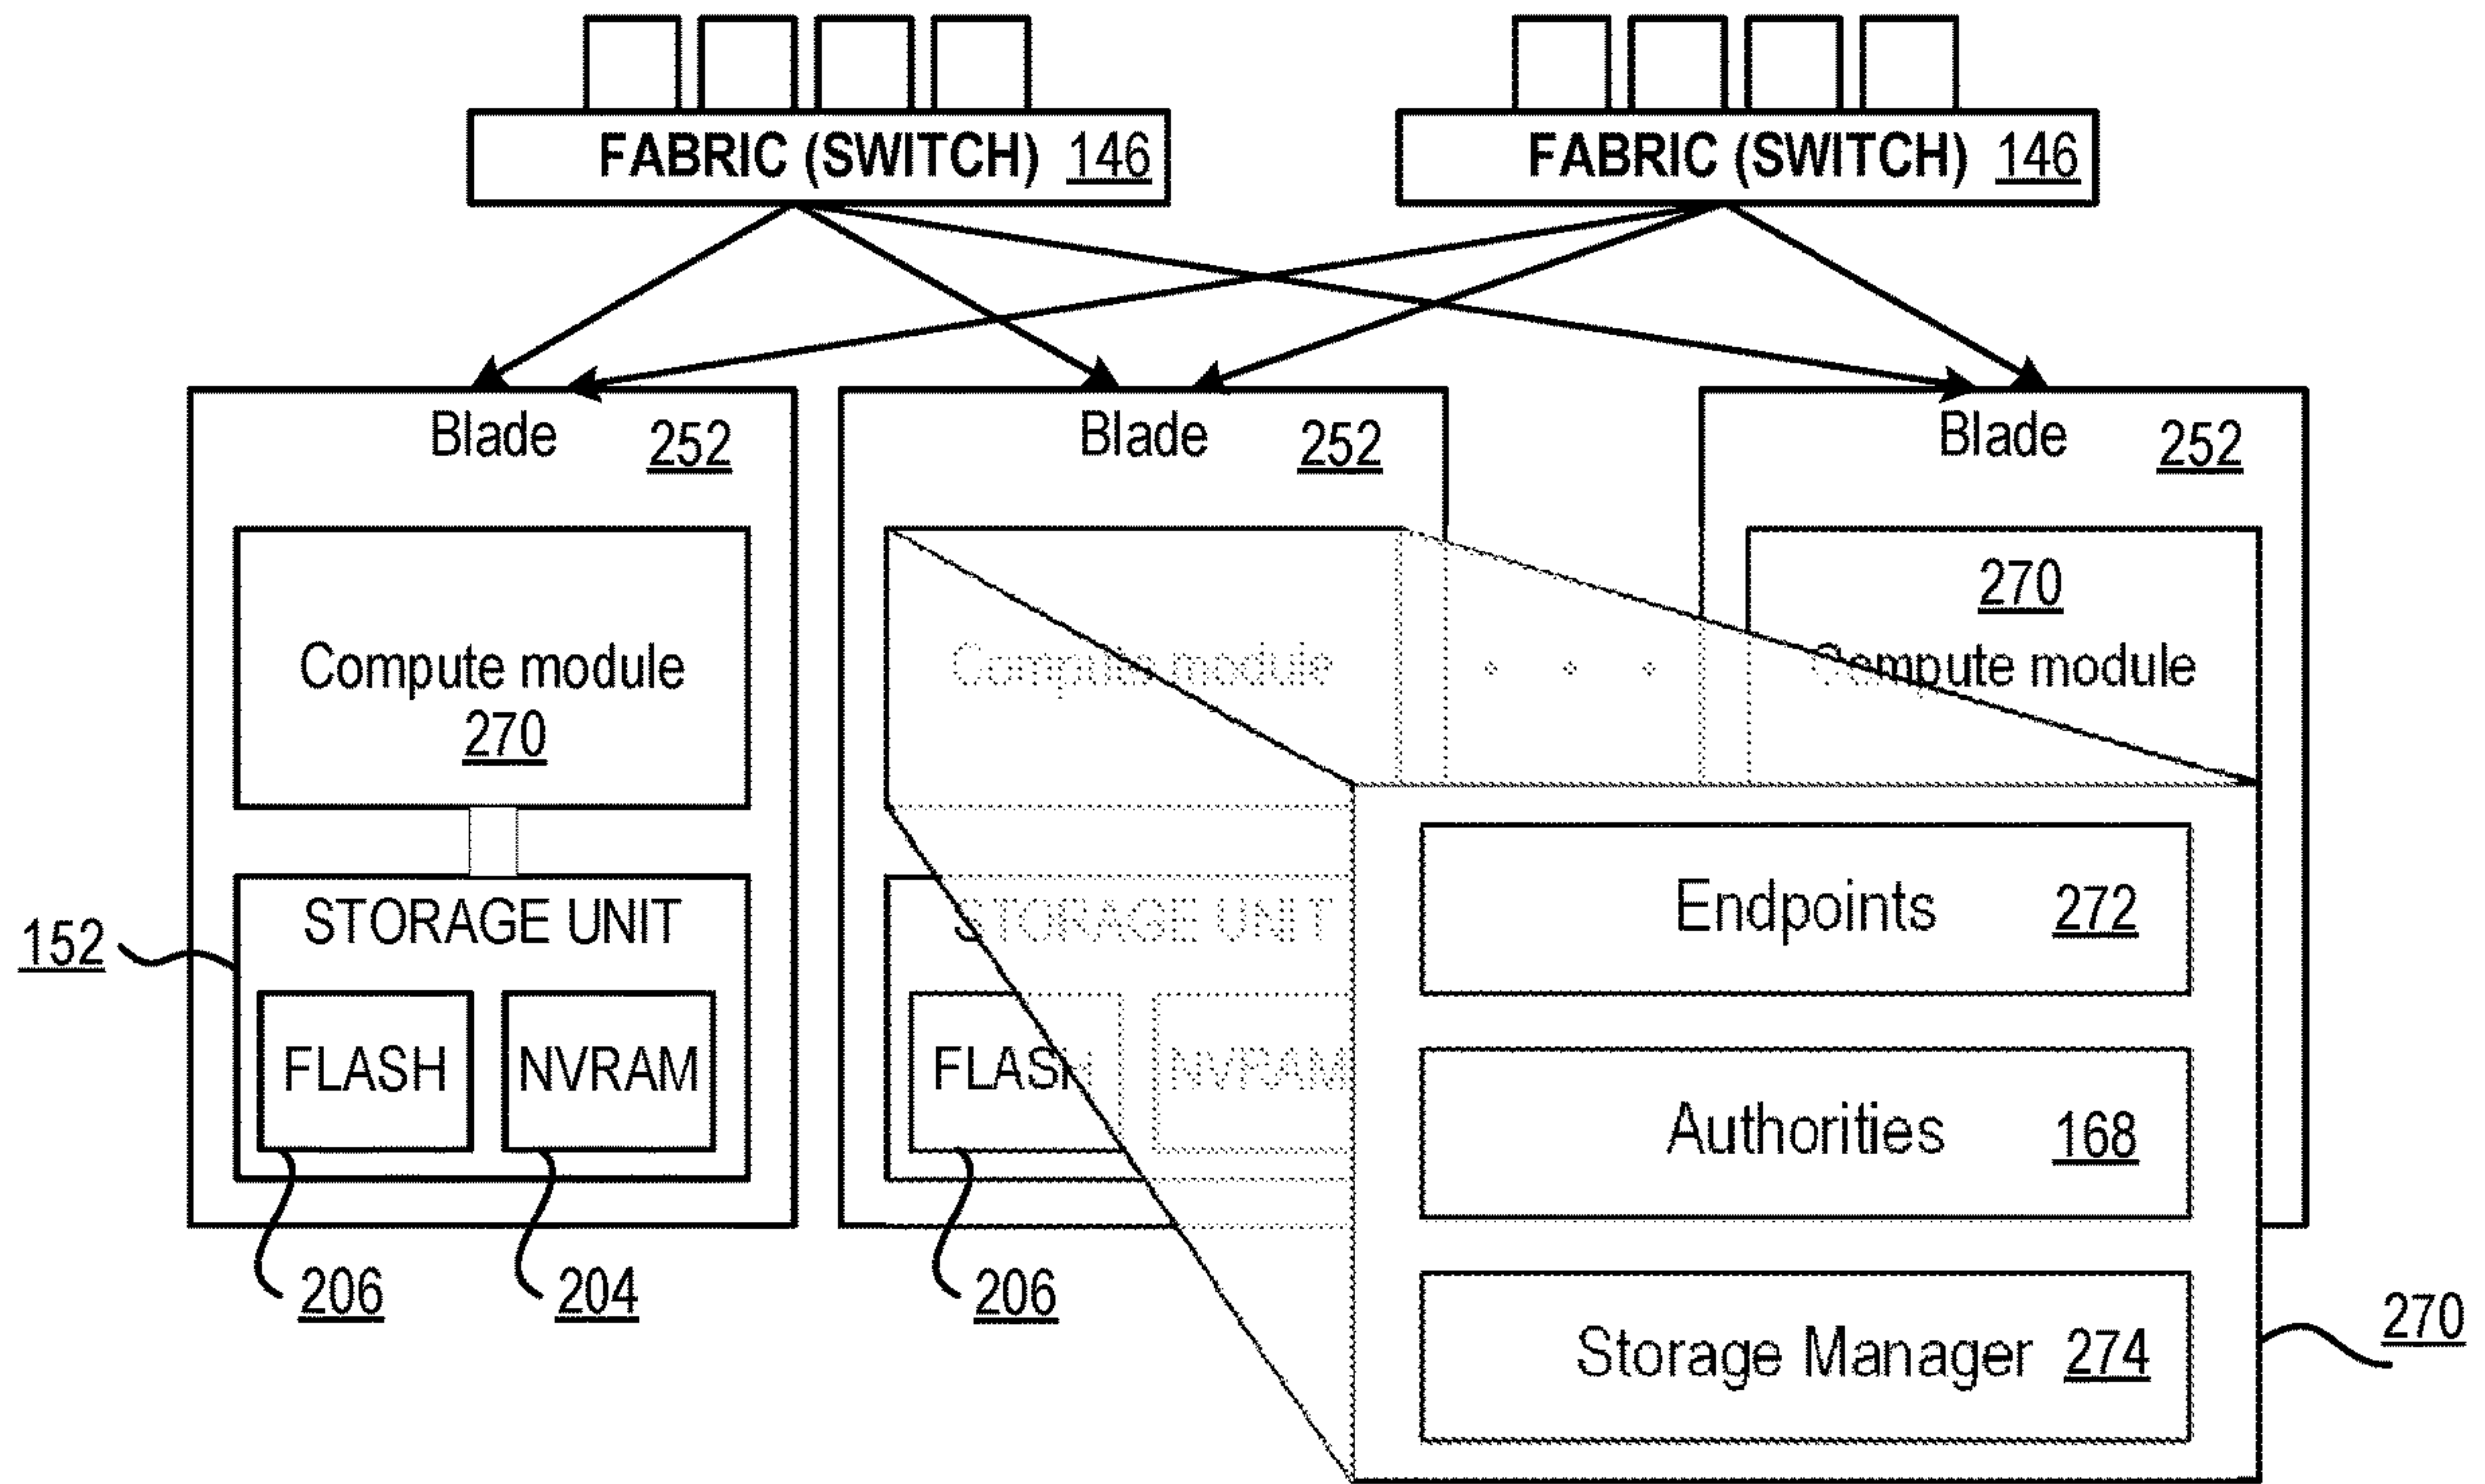 FABRIC (SWITCH) 146
FABRIC (SWITCH) 146
Blade 252
Blade 252
Blade 252
Compute module
270
Compute module
270
Compute module
. . .
152
STORAGE UNIT
STORAGE UNIT
FLASH
NVRAM
FLASH
NVRAM
Endpoints 272
Authorities 168
Storage Manager 274
206
204
206
270